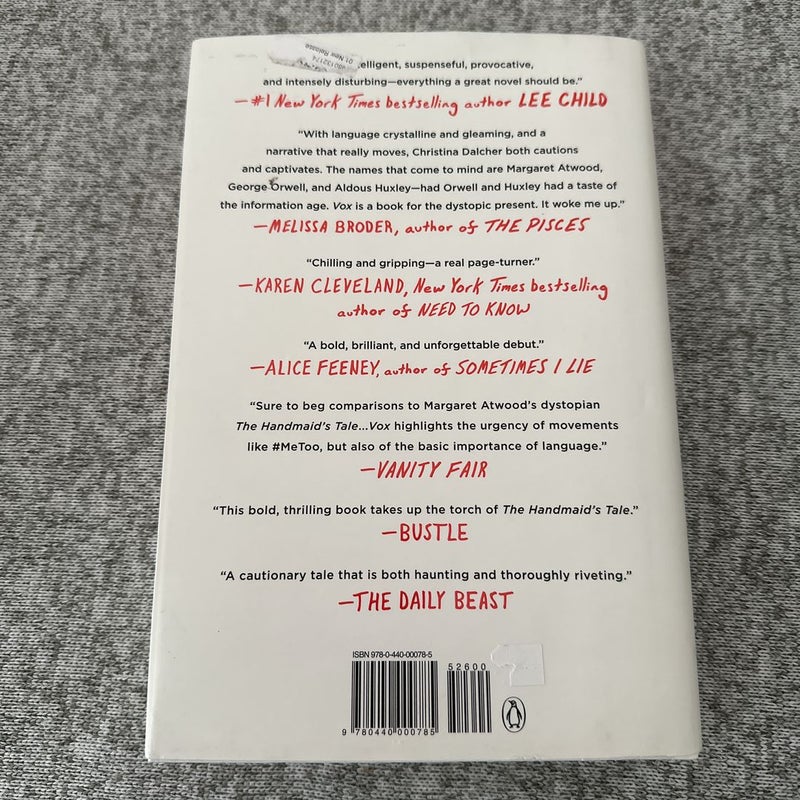 01 New Release
elligent, suspenseful, provocative,
and intensely disturbing—everything a great novel should be.”
—#1 New York Times bestselling author LEE CHILD
“With language crystalline and gleaming, and a
narrative that really moves, Christina Dalcher both cautions
and captivates. The names that come to mind are Margaret Atwood,
George Orwell, and Aldous Huxley—had Orwell and Huxley had a taste of
the information age. Vox is a book for the dystopic present. It woke me up.”
—MELISSA BRODER, author of THE PISCES
“Chilling and gripping—a real page-turner.”
—KAREN CLEVELAND, New York Times bestselling
author of NEED TO KNOW
“A bold, brilliant, and unforgettable debut.”
—ALICE FEENEY, author of SOMETIMES I LIE
“Sure to beg comparisons to Margaret Atwood’s dystopian
The Handmaid’s Tale...Vox highlights the urgency of movements
like #MeToo, but also of the basic importance of language.”
—VANITY FAIR
“This bold, thrilling book takes up the torch of The Handmaid’s Tale.”
—BUSTLE
“A cautionary tale that is both haunting and thoroughly riveting.”
—THE DAILY BEAST
ISBN 978-0-440-00078-5
52600
9 780440 000785